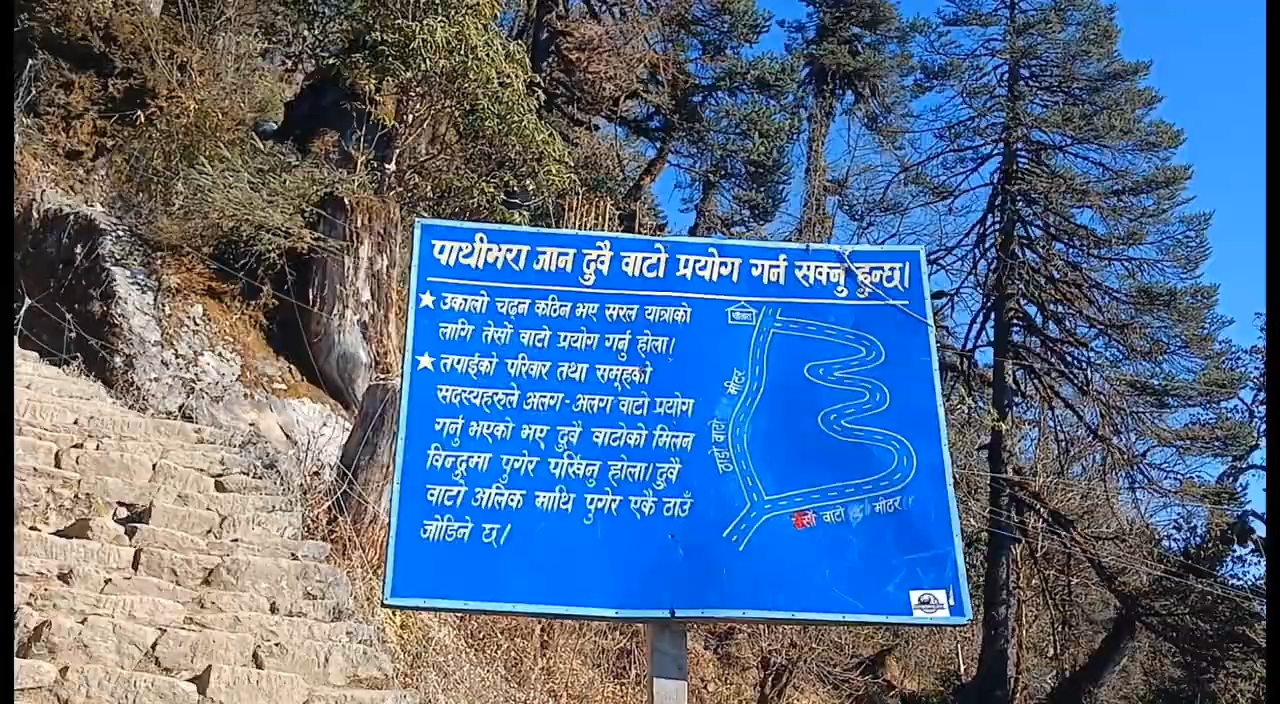 पाथीभरा जान दुवै वाटो प्रयोग गर्न सक्नु हुन्छ।
उकालो चढ्न कठिन भए सरल यात्राको
लागि तेर्सो वाटो प्रयोग गर्नु होला।
तपाईको परिवार तथा समूहको
सदस्यहरुले अलग-अलग वाटो प्रयोग
गर्नु भएको भए दुवै वाटोको मिलन
विन्दुमा पुगेर पर्खिनु होला। दुवै
वाटो अलिक माथि पुगेर एकै ठाउँ
जोडिने छ।
ठाडो वाटो मीटर
तेर्सो वाटो मीटर